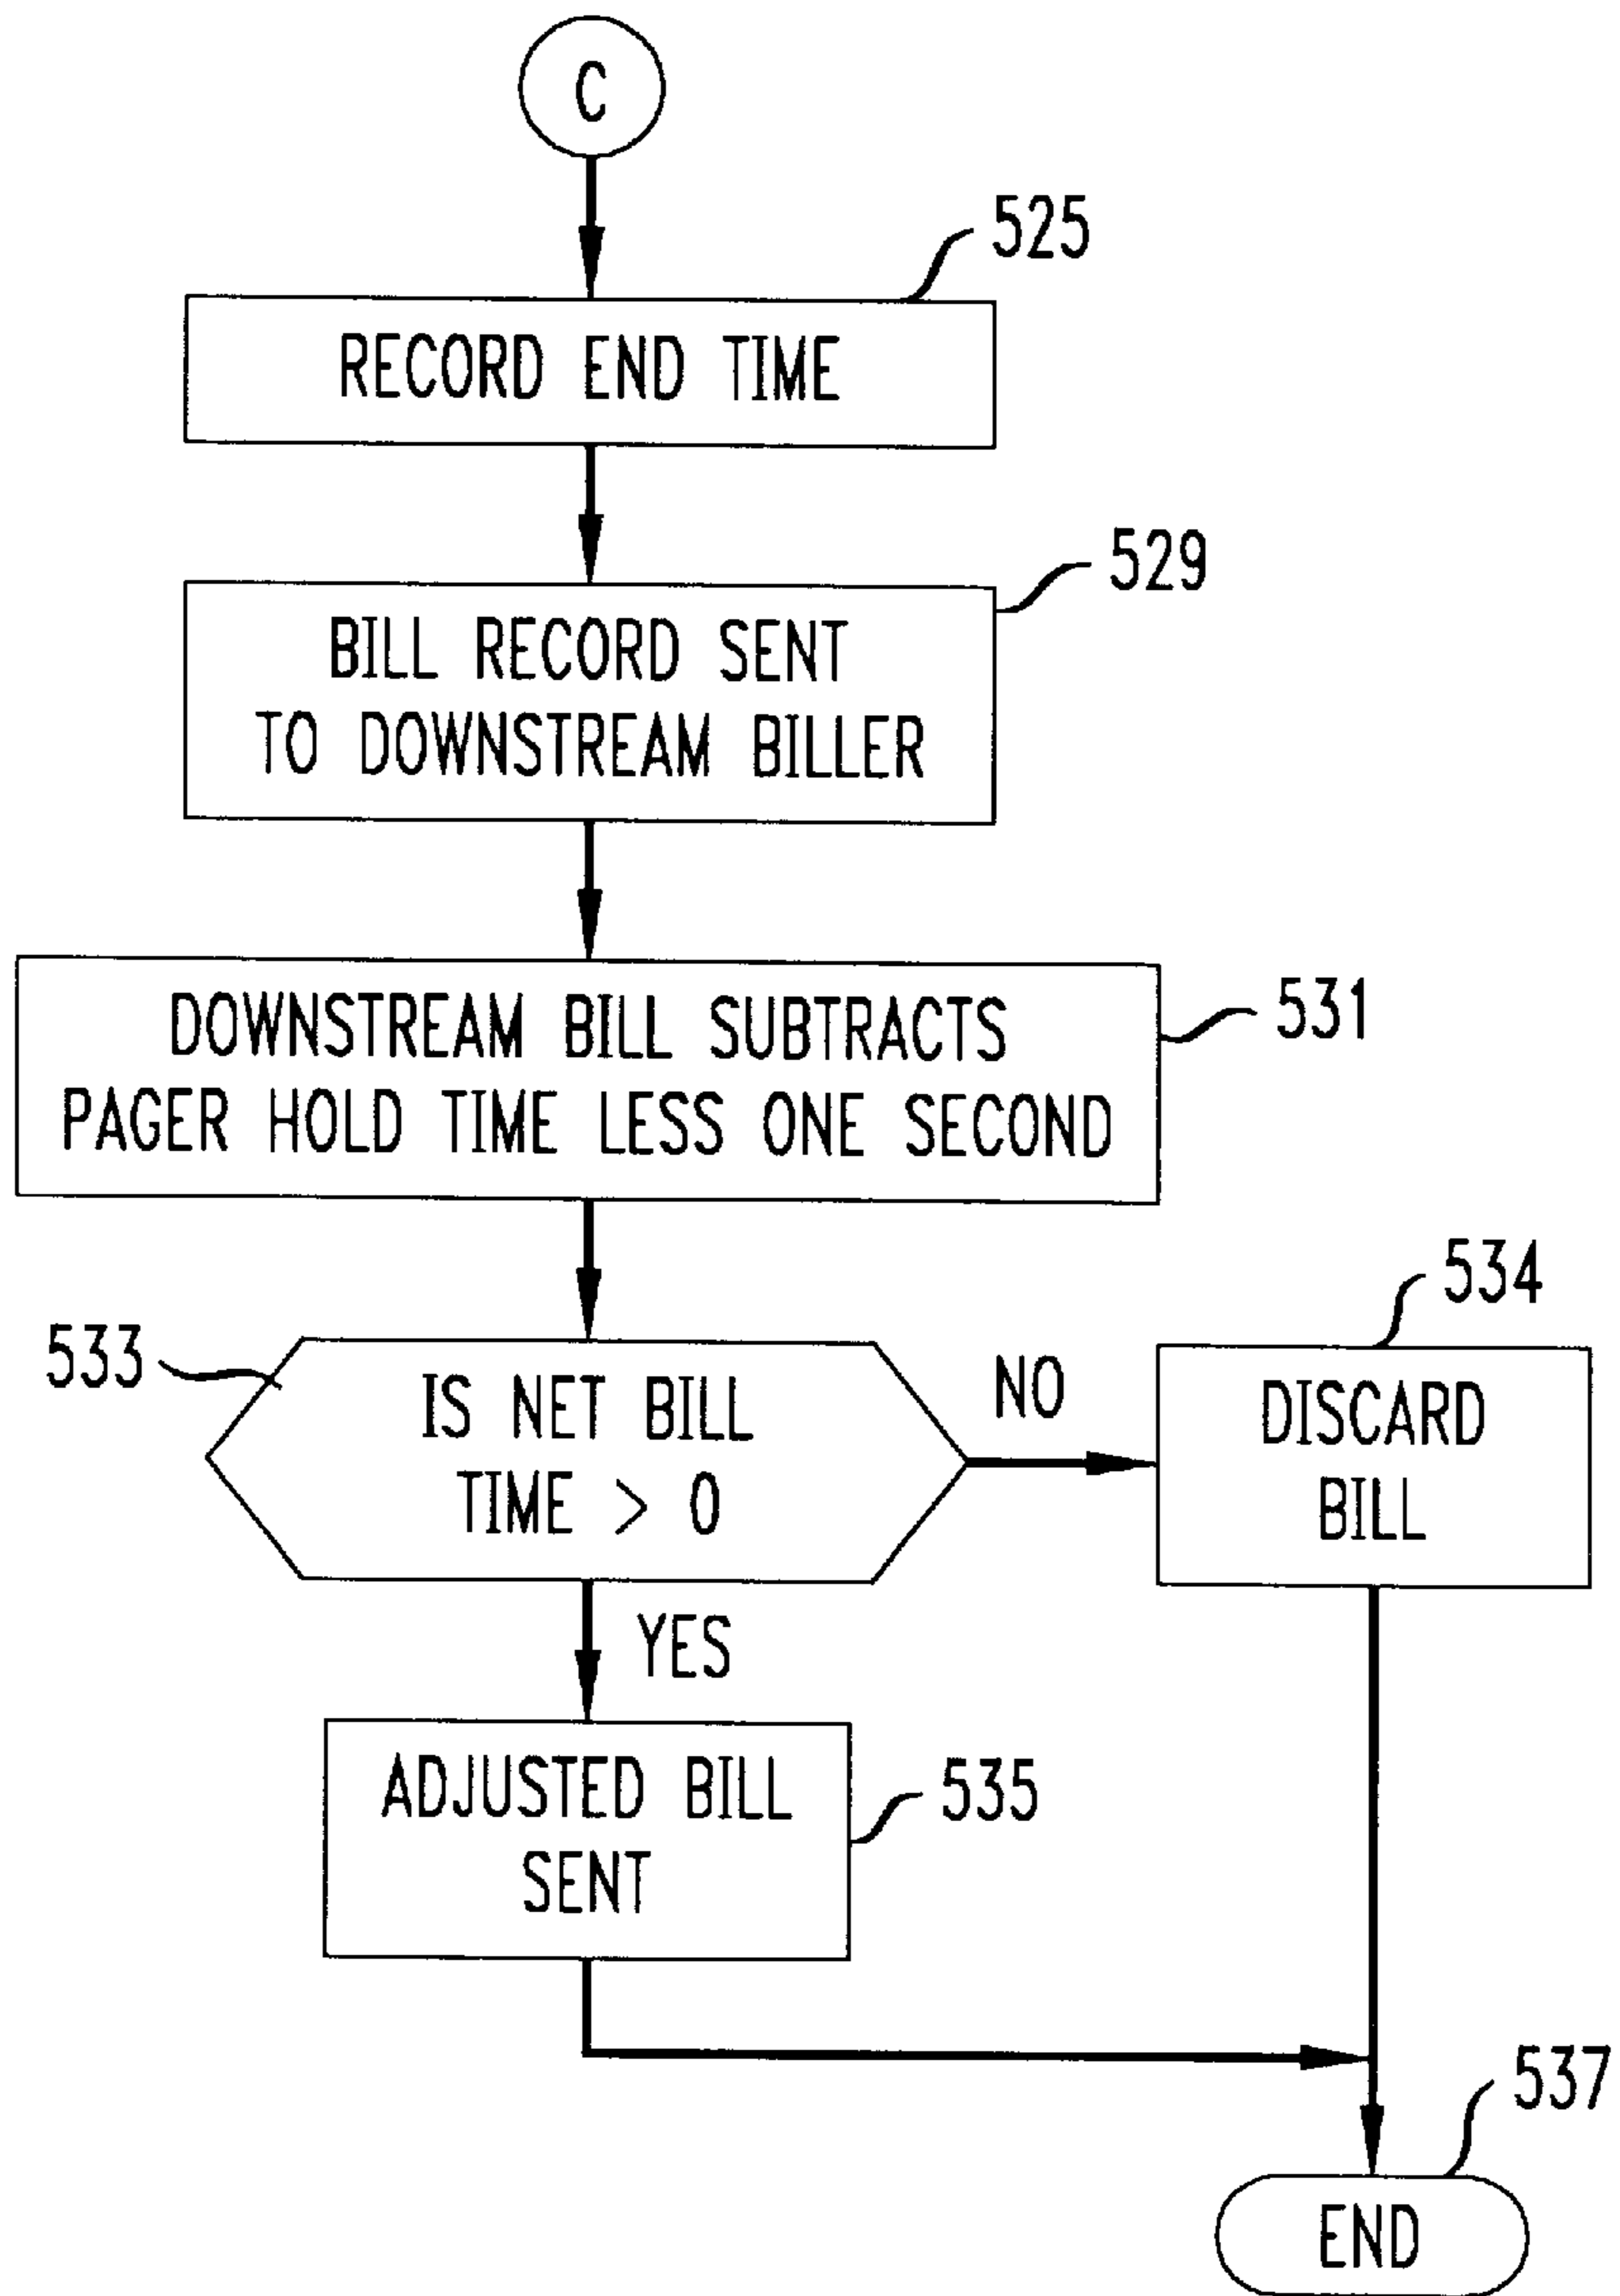 C
525
RECORD END TIME
529
BILL RECORD SENT
TO DOWNSTREAM BILLER
531
DOWNSTREAM BILL SUBTRACTS
PAGER HOLD TIME LESS ONE SECOND
533
IS NET BILL
TIME > 0
NO
534
DISCARD
BILL
YES
535
ADJUSTED BILL
SENT
537
END